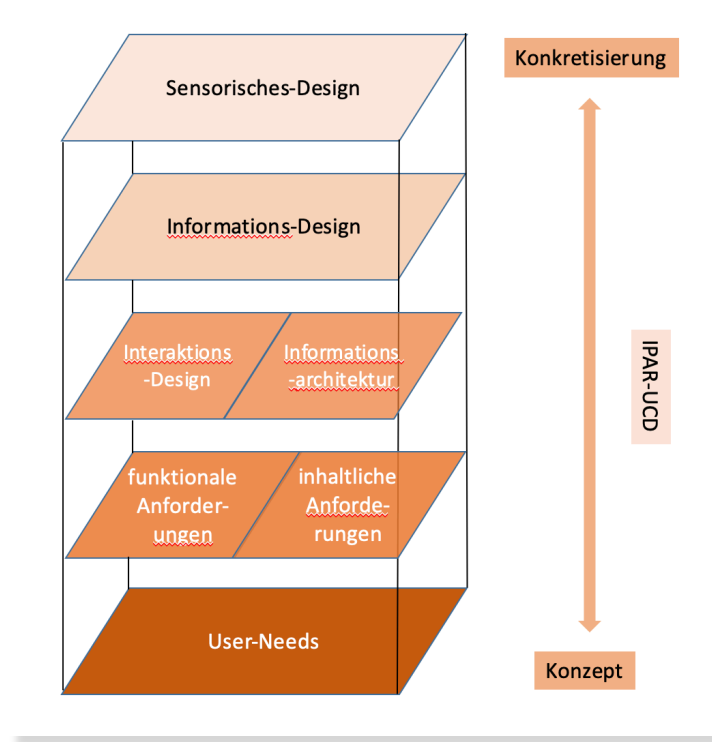 Sensorisches-Design
Konkretisierung
Informations-Design
Interaktions
-Design
Informations
-architektur
IPAR-UCD
funktionale
Anforder-
ungen
inhaltliche
Anforde-
rungen
User-Needs
Konzept